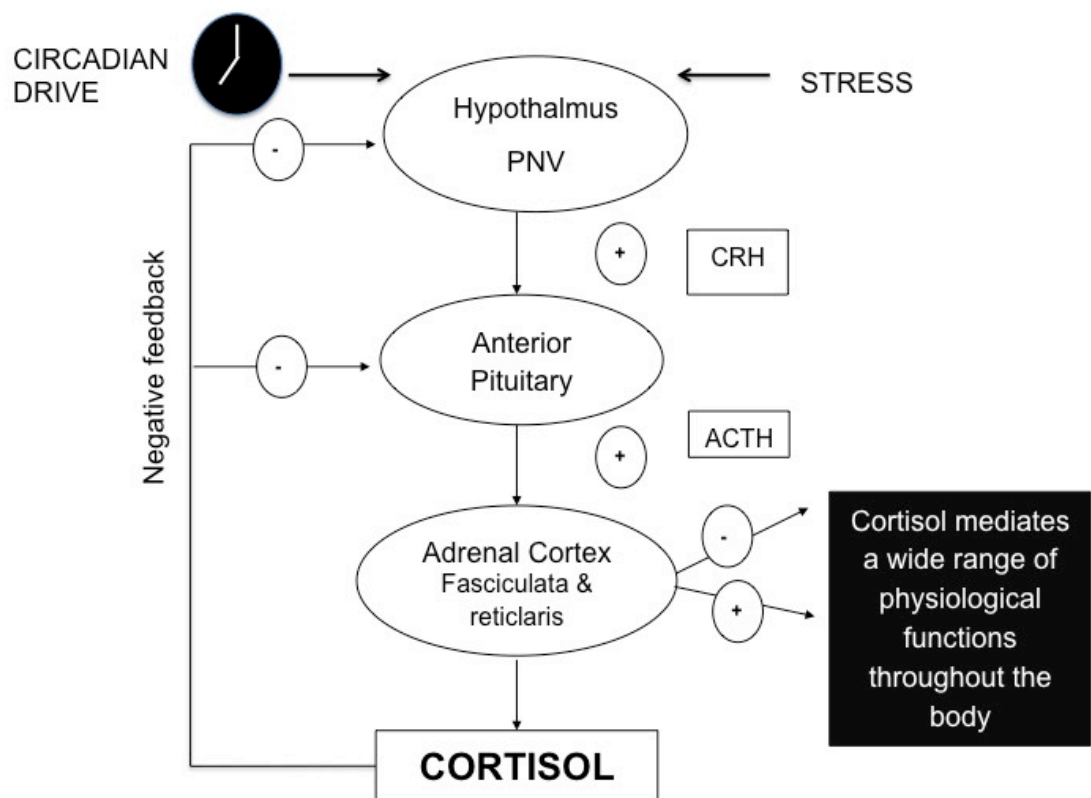 CIRCADIAN
DRIVE
STRESS
Hypothalmus
PNV
-
+
CRH
Negative feedback
Anterior
Pituitary
-
+
ACTH
Adrenal Cortex
Fasciculata &
reticlaris
-
+
Cortisol mediates
a wide range of
physiological
functions
throughout the
body
CORTISOL